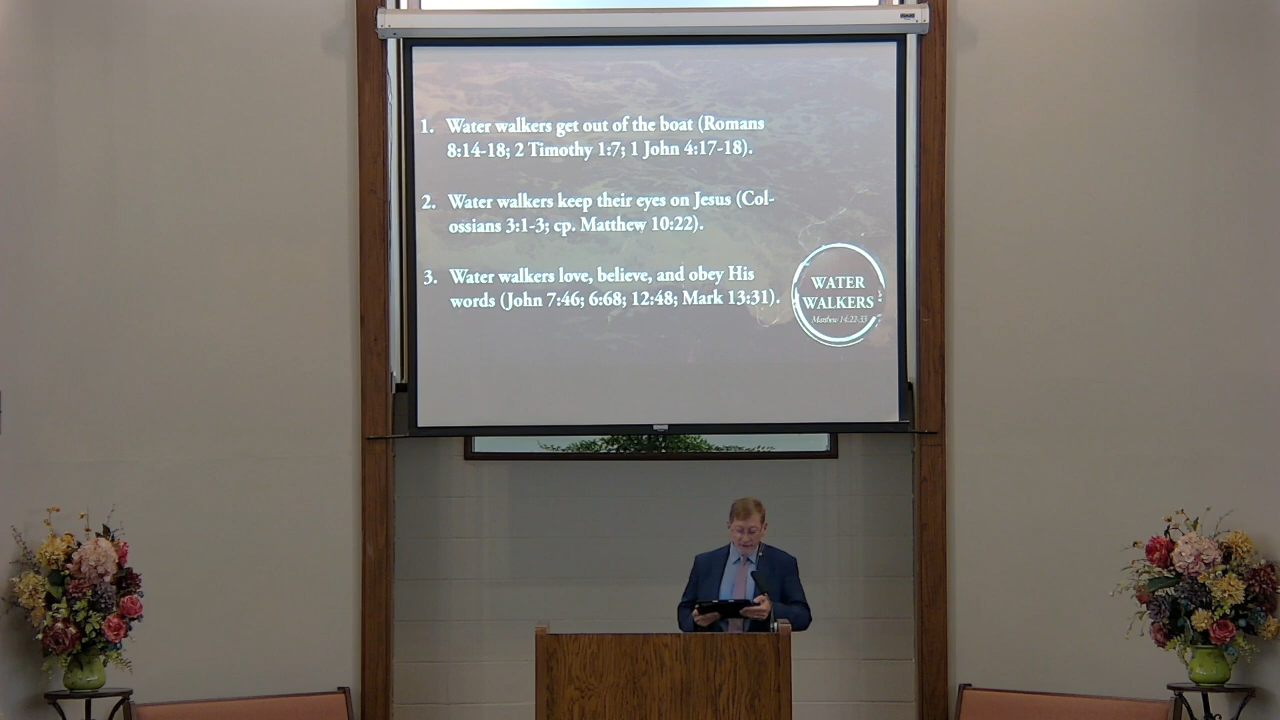 1. Water walkers get out of the boat (Romans
8:14-18; 2 Timothy 1:7; 1 John 4:17-18).
2. Water walkers keep their eyes on Jesus (Col-
ossians 3:1-3; cp. Matthew 10:22).
3. Water walkers love, believe, and obey His
words (John 7:46; 6:68; 12:48; Mark 13:31).
WATER
WALKERS
Matthew 14:22-33